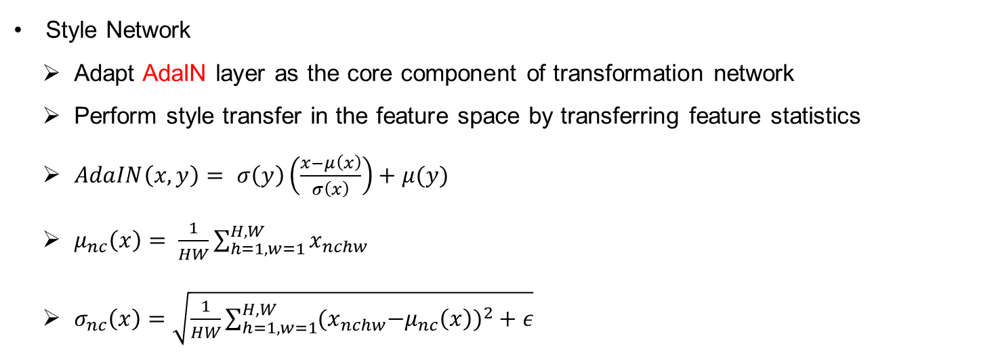 • Style Network
➢ Adapt AdaIN layer as the core component of transformation network
➢ Perform style transfer in the feature space by transferring feature statistics
➢ $AdaIN(x, y) = \sigma(y)\left(\frac{x-\mu(x)}{\sigma(x)}\right) + \mu(y)$
➢ $\mu_{nc}(x) = \frac{1}{HW}\sum_{h=1,w=1}^{H,W} x_{nchw}$
➢ $\sigma_{nc}(x) = \sqrt{\frac{1}{HW}\sum_{h=1,w=1}^{H,W}(x_{nchw}-\mu_{nc}(x))^2 + \epsilon}$